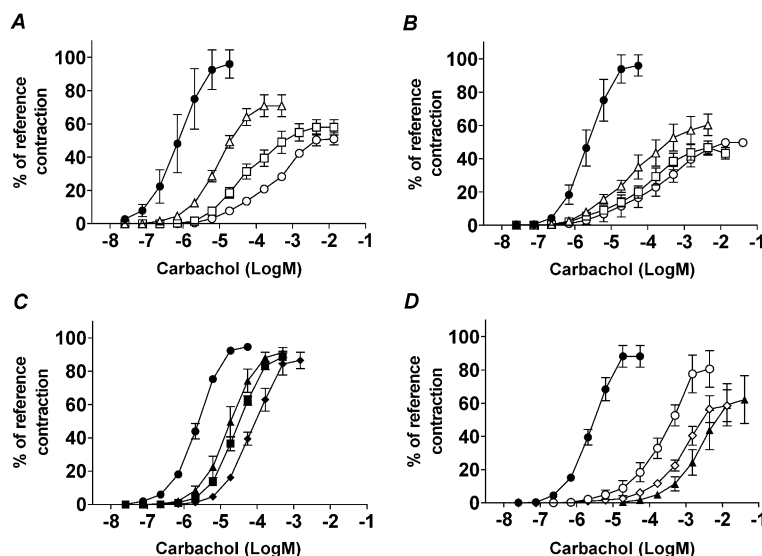 A
% of reference
contraction
100
80
60
40
20
0
-8 -7 -6 -5 -4 -3 -2 -1
Carbachol (LogM)
B
% of reference
contraction
100
80
60
40
20
0
-8 -7 -6 -5 -4 -3 -2 -1
Carbachol (LogM)
C
% of reference
contraction
100
80
60
40
20
0
-8 -7 -6 -5 -4 -3 -2 -1
Carbachol (LogM)
D
% of reference
contraction
100
80
60
40
20
0
-8 -7 -6 -5 -4 -3 -2 -1
Carbachol (LogM)